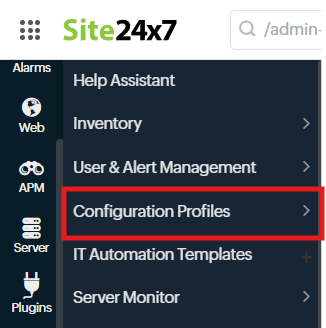 Site24x7
/admin-
Alarms
Web
APM
Server
Plugins
Help Assistant
Inventory
User & Alert Management
Configuration Profiles
IT Automation Templates
Server Monitor